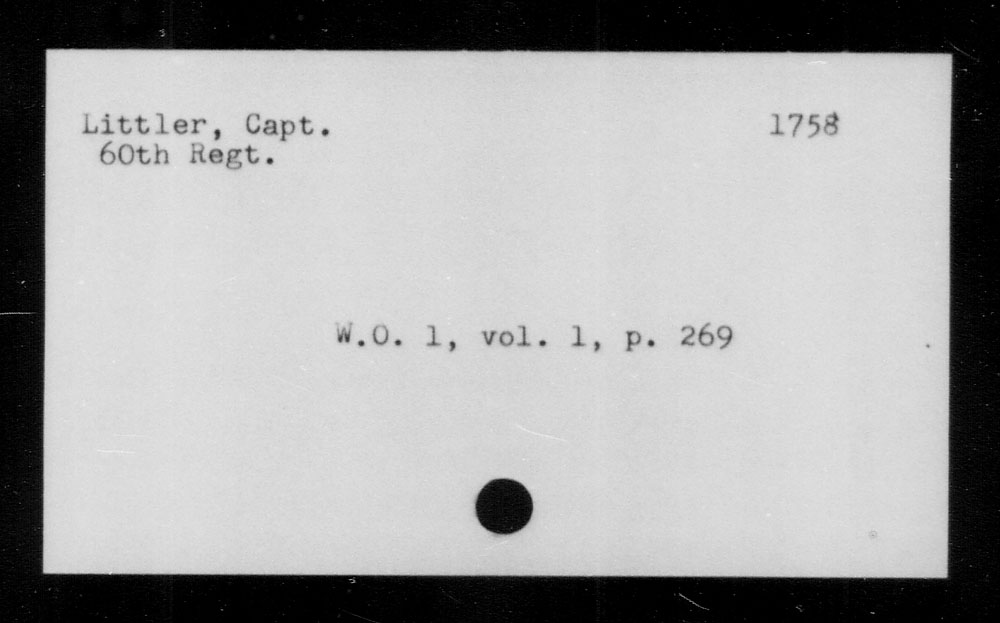 Littler, Capt. 1758
60th Regt.
W.O. 1, vol. 1, p. 269